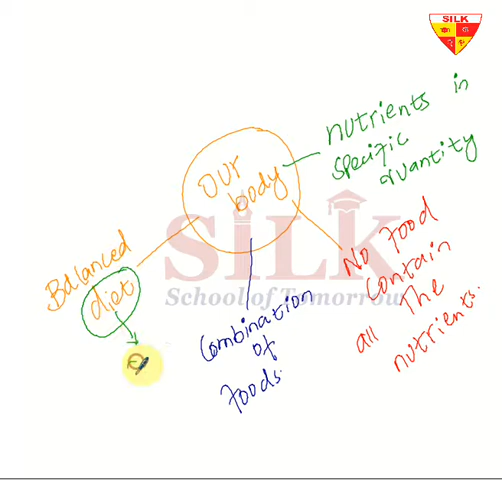 SILK
nutrients in
specific
quantity
our
body
Balanced
diet
No Food
contain
all The
nutrients.
SILK
School of Tomorrow
Combination
of
foods.